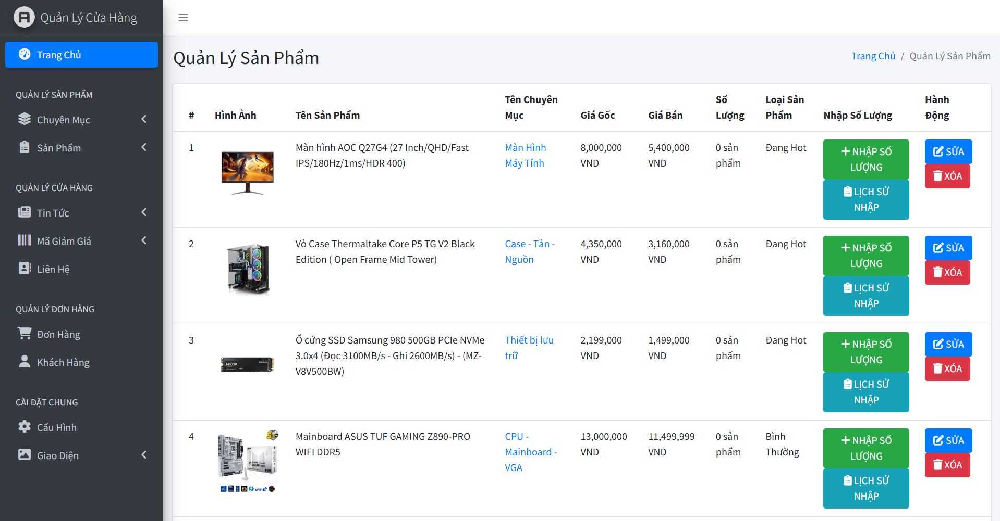 Quản Lý Cửa Hàng
Trang Chủ
QUẢN LÝ SẢN PHẨM
Chuyên Mục
Sản Phẩm
QUẢN LÝ CỬA HÀNG
Tin Tức
Mã Giảm Giá
Liên Hệ
QUẢN LÝ ĐƠN HÀNG
Đơn Hàng
Khách Hàng
CÀI ĐẶT CHUNG
Cấu Hình
Giao Diện
Quản Lý Sản Phẩm
Trang Chủ / Quản Lý Sản Phẩm
# Hình Ảnh Tên Sản Phẩm Tên Chuyên Mục Giá Gốc Giá Bán Số Lượng Loại Sản Phẩm Nhập Số Lượng Hành Động
1
Màn hình AOC Q27G4 (27 Inch/QHD/Fast
IPS/180Hz/1ms/HDR 400)
Màn Hình
Máy Tính
8,000,000
VND
5,400,000
VND
0 sản
phẩm
Đang Hot
NHẬP SỐ
LƯỢNG
LỊCH SỬ
NHẬP
SỬA
XÓA
2
Vỏ Case Thermaltake Core P5 TG V2 Black
Edition ( Open Frame Mid Tower)
Case - Tản -
Nguồn
4,350,000
VND
3,160,000
VND
0 sản
phẩm
Đang Hot
NHẬP SỐ
LƯỢNG
LỊCH SỬ
NHẬP
SỬA
XÓA
3
Ổ cứng SSD Samsung 980 500GB PCIe NVMe
3.0x4 (Đọc 3100MB/s - Ghi 2600MB/s) - (MZ-
V8V500BW)
Thiết bị lưu
trữ
2,199,000
VND
1,499,000
VND
0 sản
phẩm
Đang Hot
NHẬP SỐ
LƯỢNG
LỊCH SỬ
NHẬP
SỬA
XÓA
4
Mainboard ASUS TUF GAMING Z890-PRO
WIFI DDR5
CPU -
Mainboard -
VGA
13,000,000
VND
11,499,999
VND
0 sản
phẩm
Bình
Thường
NHẬP SỐ
LƯỢNG
LỊCH SỬ
NHẬP
SỬA
XÓA